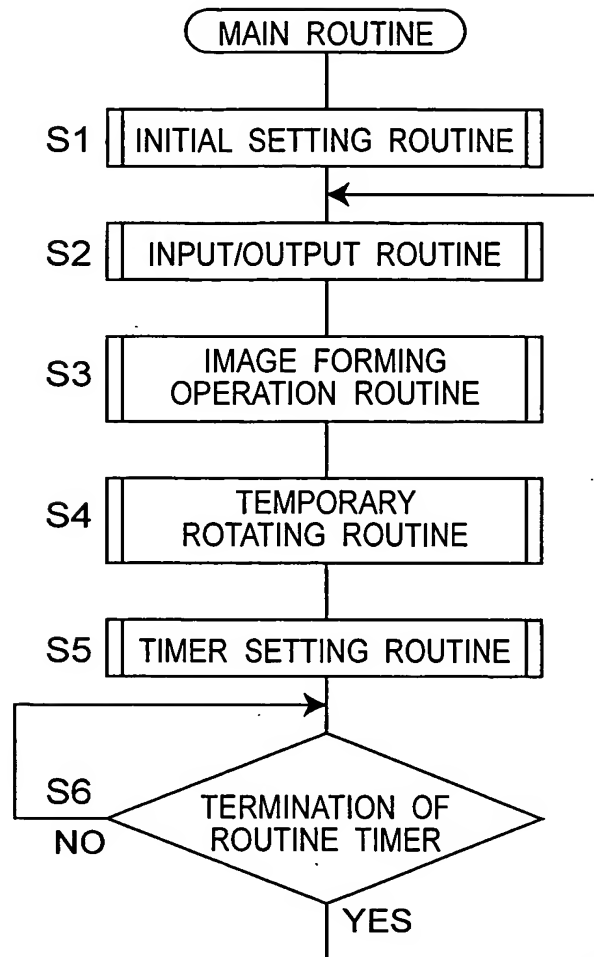 MAIN ROUTINE
S1 INITIAL SETTING ROUTINE
S2 INPUT/OUTPUT ROUTINE
S3 IMAGE FORMING
OPERATION ROUTINE
S4 TEMPORARY
ROTATING ROUTINE
S5 TIMER SETTING ROUTINE
S6 TERMINATION OF
ROUTINE TIMER
NO
YES